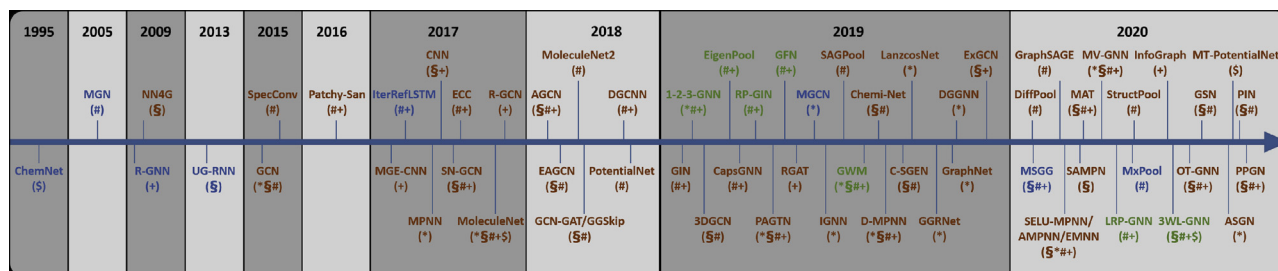 1995
2005
2009
2013
2015
2016
2017
2018
2019
2020
ChemNet
($)
MGN
(#)
NN4G
(§)
R-GNN
(+)
UG-RNN
(§)
SpecConv
(#)
GCN
(*§#)
Patchy-San
(#+)
CNN
(§+)
IterRefLSTM
(#+)
ECC
(#+)
R-GCN
(+)
MGE-CNN
(+)
SN-GCN
(§#+)
MPNN
(*)
MoleculeNet
(*§#+$)
MoleculeNet2
(#)
AGCN
(§#+)
DGCNN
(#+)
EAGCN
(§#)
PotentialNet
(#)
GCN-GAT/GGSkip
(§#)
EigenPool
(#+)
GFN
(#+)
SAGPool
(#)
LanzcosNet
(*)
ExGCN
(§+)
1-2-3-GNN
(*#+)
RP-GIN
(#+)
MGCN
(*)
Chemi-Net
(§#)
DGGNN
(*)
GIN
(#+)
CapsGNN
(#+)
RGAT
(+)
GWM
(*§#+)
C-SGEN
(§#)
GraphNet
(*)
3DGCN
(§#)
PAGTN
(*§#+)
IGNN
(*)
D-MPNN
(*§#+)
GGRNet
(*)
GraphSAGE
(#)
MV-GNN
(*§#+)
InfoGraph
(+)
MT-PotentialNet
($)
DiffPool
(#)
MAT
(§#+)
StructPool
(#)
GSN
(§#)
PIN
(§#+)
MSGG
(§#+)
SAMPN
(§)
MxPool
(#)
OT-GNN
(§#+)
PPGN
(§#+)
SELU-MPNN/
AMPNN/EMNN
(§*#+)
LRP-GNN
(#+)
3WL-GNN
(§#+$)
ASGN
(*)